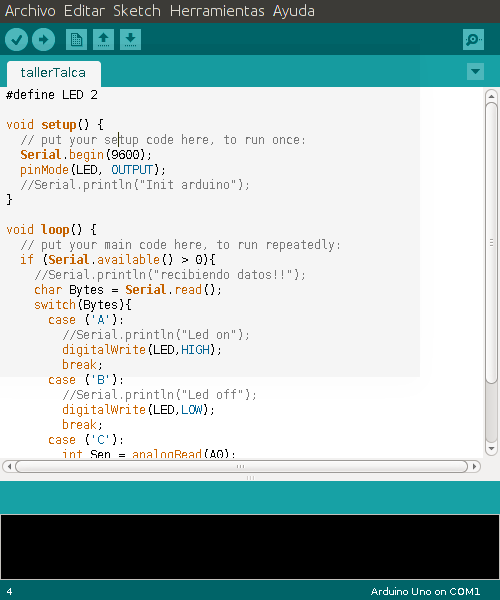 Archivo Editar Sketch Herramientas Ayuda
tallerTalca
#define LED 2
void setup() {
// put your setup code here, to run once:
Serial.begin(9600);
pinMode(LED, OUTPUT);
//Serial.println("Init arduino");
}
void loop() {
// put your main code here, to run repeatedly:
if (Serial.available() > 0){
//Serial.println("recibiendo datos!!");
char Bytes = Serial.read();
switch(Bytes){
case ('A'):
//Serial.println("Led on");
digitalWrite(LED,HIGH);
break;
case ('B'):
//Serial.println("Led off");
digitalWrite(LED,LOW);
break;
case ('C'):
int Sen = analogRead(A0);
4
Arduino Uno on COM1